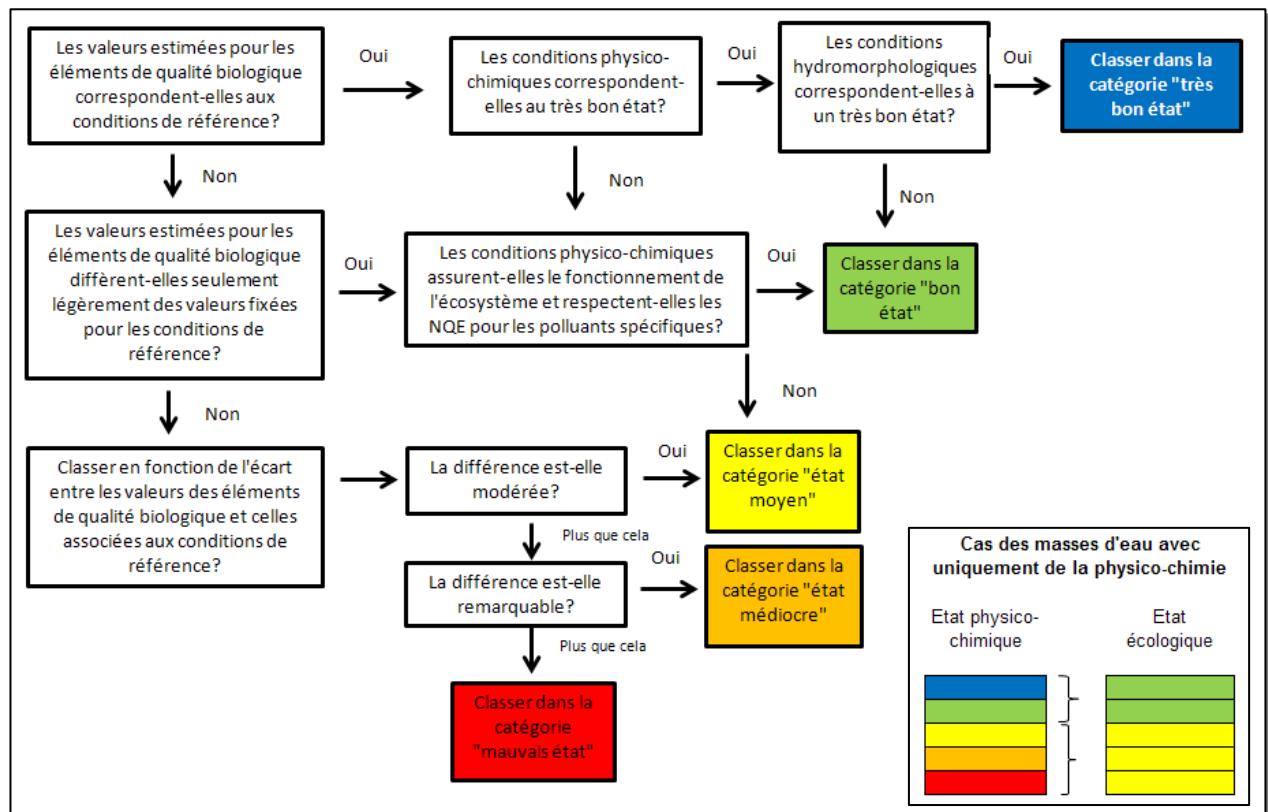 Les valeurs estimées pour les
éléments de qualité biologique
correspondent-elles aux
conditions de référence?
Oui
Les conditions physico-
chimiques correspondent-
elles au très bon état?
Oui
Les conditions
hydromorphologiques
correspondent-elles à
un très bon état?
Oui
Classer dans la
catégorie "très
bon état"
Non
Non
Non
Les valeurs estimées pour les
éléments de qualité biologique
diffèrent-elles seulement
légèrement des valeurs fixées
pour les conditions de
référence?
Oui
Les conditions physico-chimiques
assurent-elles le fonctionnement de
l'écosystème et respectent-elles les
NQE pour les polluants spécifiques?
Oui
Classer dans la
catégorie "bon
état"
Non
Non
Classer en fonction de l'écart
entre les valeurs des éléments
de qualité biologique et celles
associées aux conditions de
référence?
La différence est-elle
modérée?
Oui
Classer dans la
catégorie "état
moyen"
Plus que cela
La différence est-elle
remarquable?
Oui
Classer dans la
catégorie "état
médiocre"
Plus que cela
Classer dans la
catégorie
"mauvais état"
Cas des masses d'eau avec
uniquement de la physico-chimie
Etat physico-
chimique
Etat
écologique